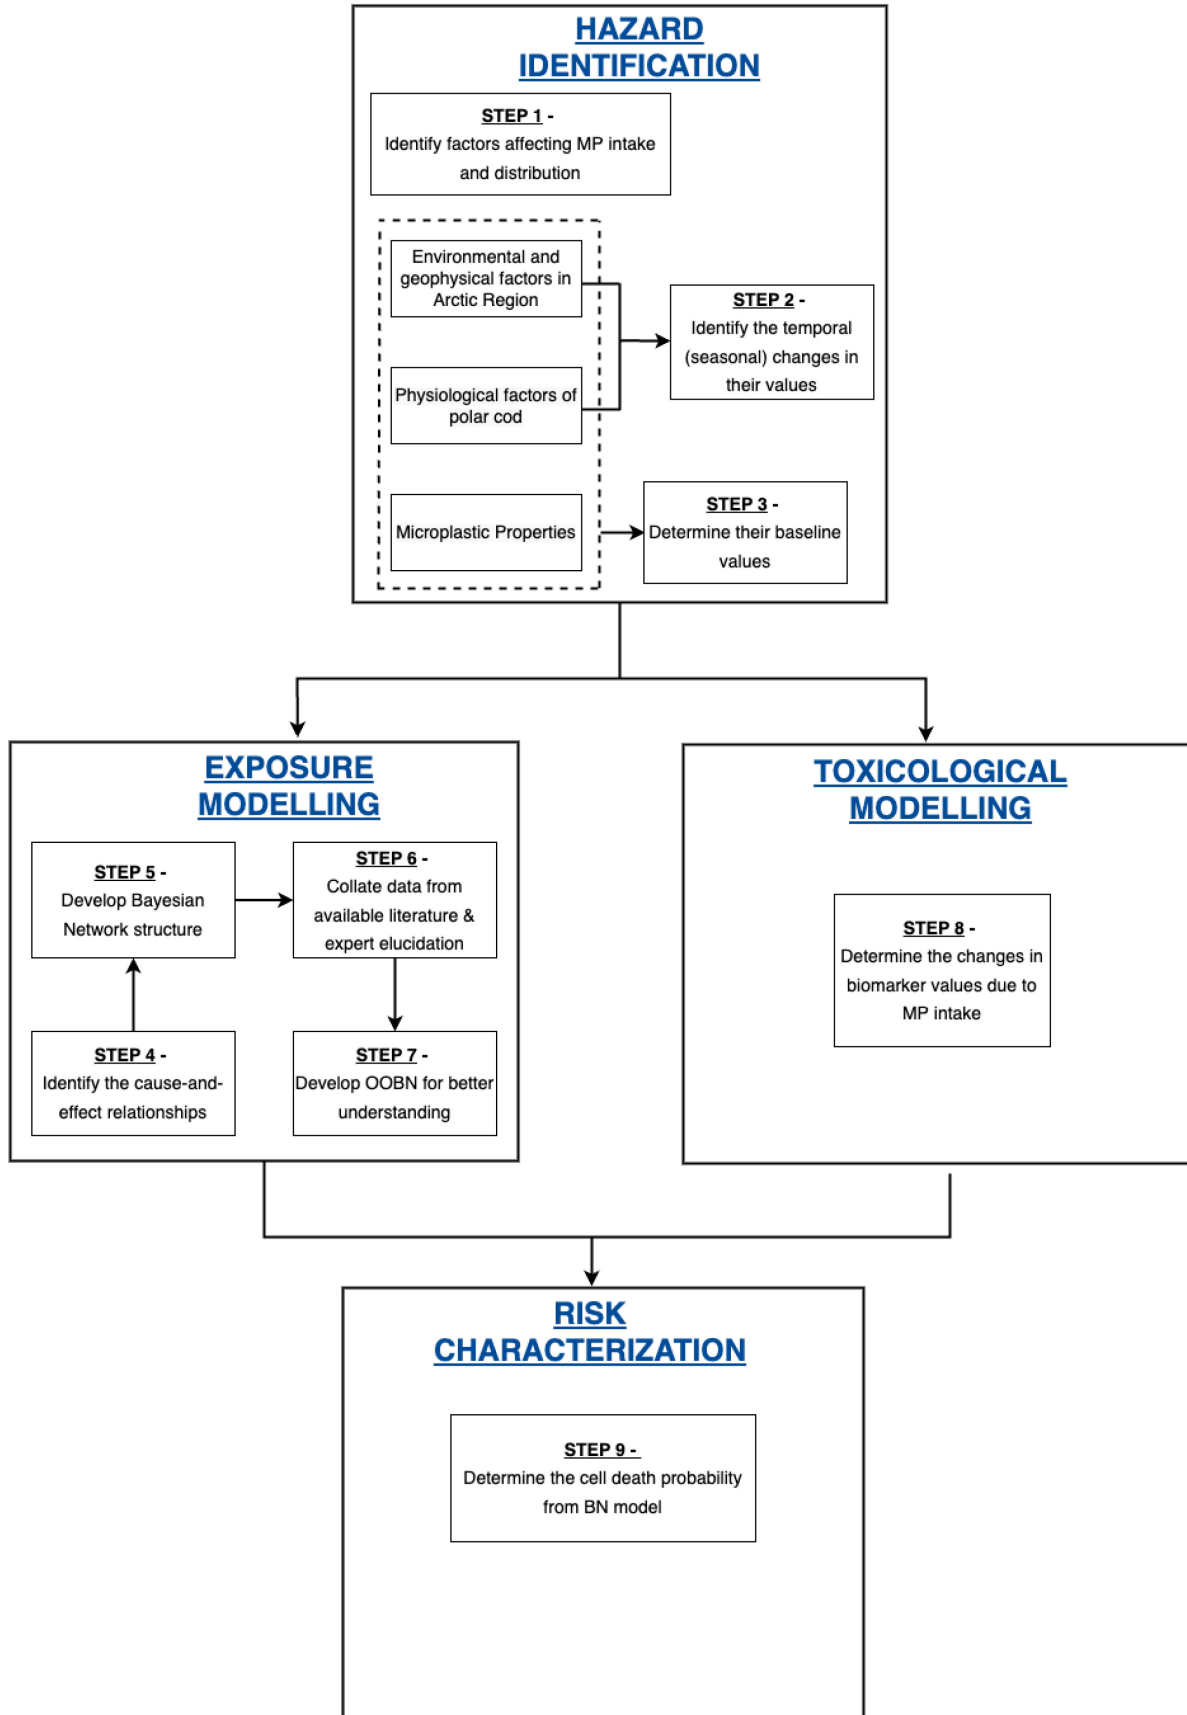 HAZARD
IDENTIFICATION
STEP 1 -
Identify factors affecting MP intake
and distribution
Environmental and
geophysical factors in
Arctic Region
STEP 2 -
Identify the temporal
(seasonal) changes in
their values
Physiological factors of
polar cod
Microplastic Properties
STEP 3 -
Determine their baseline
values
EXPOSURE
MODELLING
STEP 5 -
Develop Bayesian
Network structure
STEP 6 -
Collate data from
available literature &
expert elucidation
STEP 4 -
Identify the cause-and-
effect relationships
STEP 7 -
Develop OOBN for better
understanding
TOXICOLOGICAL
MODELLING
STEP 8 -
Determine the changes in
biomarker values due to
MP intake
RISK
CHARACTERIZATION
STEP 9 -
Determine the cell death probability
from BN model